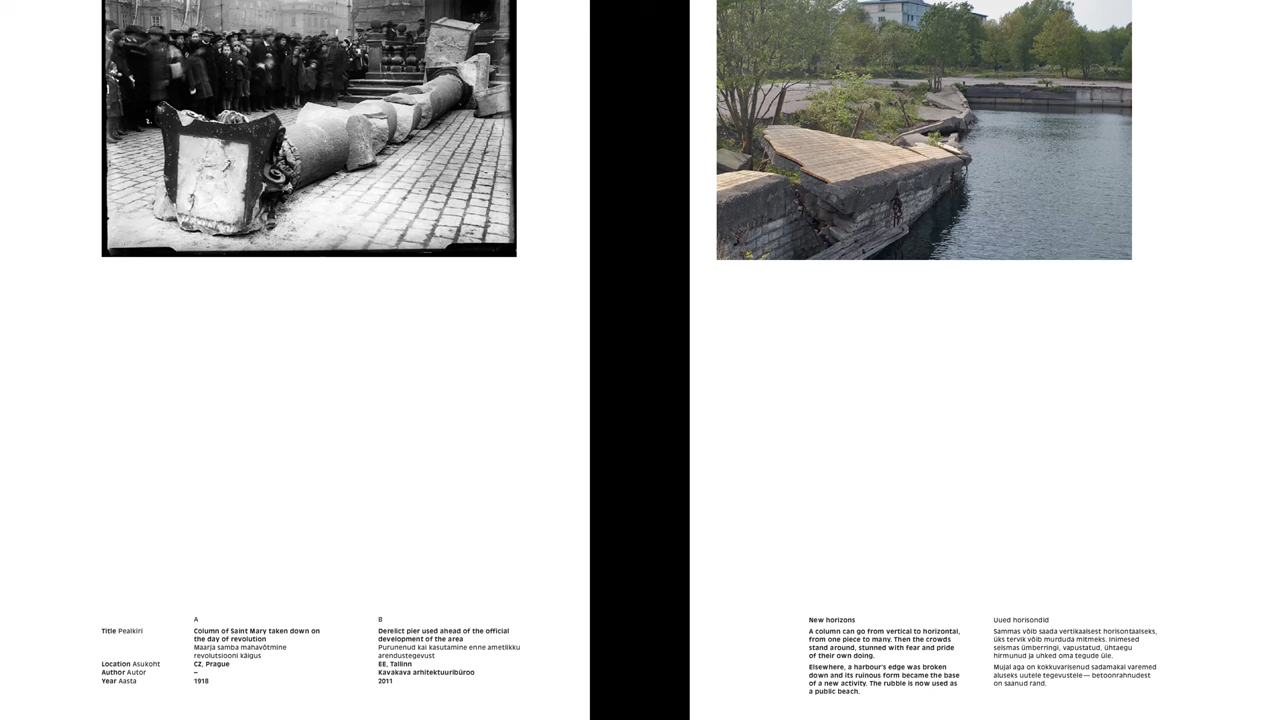 A
B
Title Pealkiri
Column of Saint Mary taken down on
the day of revolution
Maarja samba mahavõtmine
revolutsiooni käigus
Derelict pier used ahead of the official
development of the area
Purunenud kai kasutamine enne ametlikku
arendustegevust
Location Asukoht
CZ, Prague
EE, Tallinn
Author Autor
–
Kavakava arhitektuuribüroo
Year Aasta
1918
2011
New horizons
A column can go from vertical to horizontal,
from one piece to many. Then the crowds
stand around, stunned with fear and pride
of their own doing.
Elsewhere, a harbour's edge was broken
down and its ruinous form became the base
of a new activity. The rubble is now used as
a public beach.
Uued horisondid
Sammas võib saada vertikaalsest horisontaalseks,
üks tervik võib murduda mitmeks. Inimesed
seismas ümberringi, vapustatud, ühtaegu
hirmunud ja uhked oma tegude üle.
Mujal aga on kokkuvarisenud sadamakai varemed
aluseks uutele tegevustele — betoonrahnudest
on saanud rand.